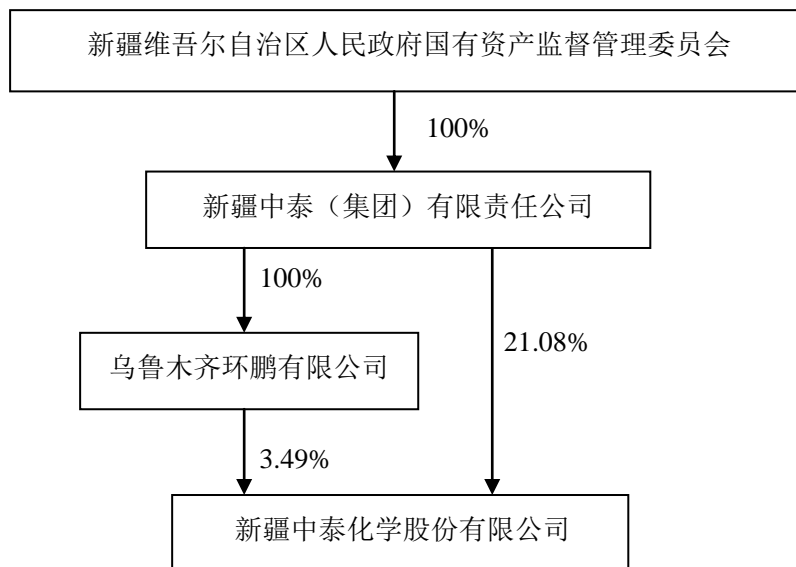 新疆维吾尔自治区人民政府国有资产监督管理委员会
100%
新疆中泰（集团）有限责任公司
100%
21.08%
乌鲁木齐环鹏有限公司
3.49%
新疆中泰化学股份有限公司